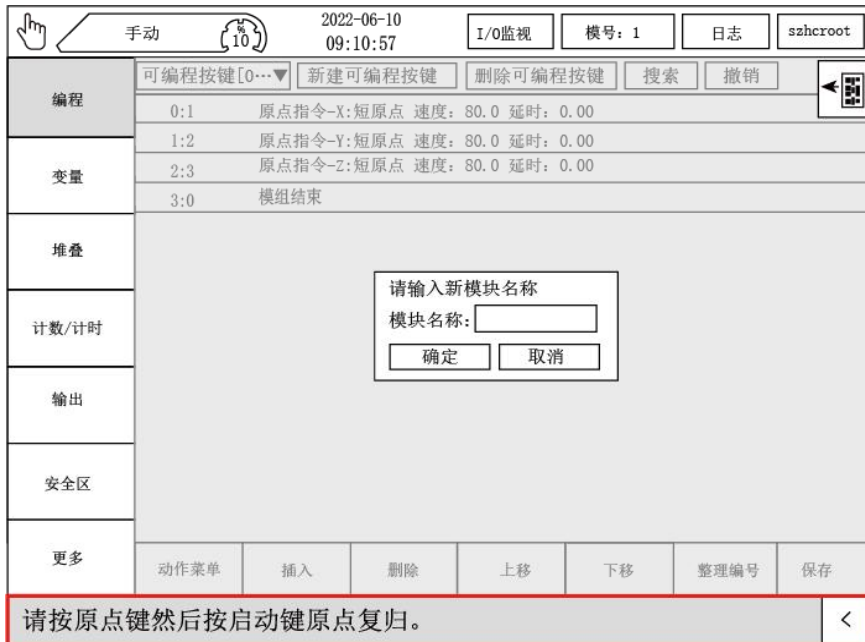 手动
% 10
2022-06-10
09:10:57
I/O监视
模号: 1
日志
szhcroot
编程
变量
堆叠
计数/计时
输出
安全区
更多
可编程按键[0…▼
新建可编程按键
删除可编程按键
搜索
撤销
0:1 原点指令-X:短原点 速度: 80.0 延时: 0.00
1:2 原点指令-Y:短原点 速度: 80.0 延时: 0.00
2:3 原点指令-Z:短原点 速度: 80.0 延时: 0.00
3:0 模组结束
请输入新模块名称
模块名称:
确定
取消
动作菜单
插入
删除
上移
下移
整理编号
保存
请按原点键然后按启动键原点复归。
<